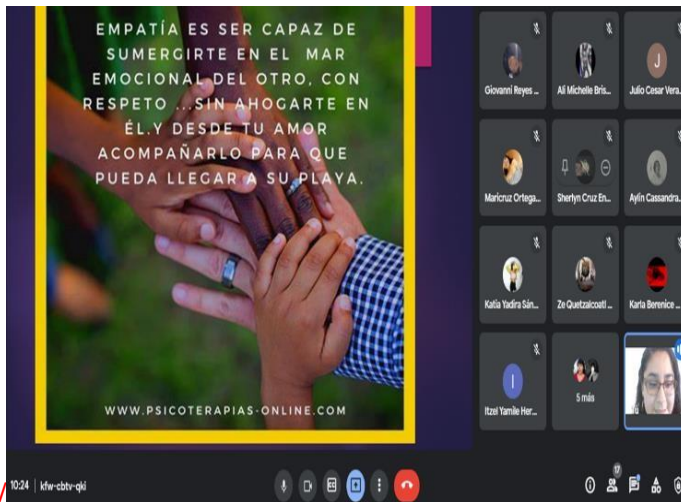 EMPATÍA ES SER CAPAZ DE
SUMERGIRTE EN EL MAR
EMOCIONAL DEL OTRO, CON
RESPETO ...SIN AHOGARTE EN
ÉL.Y DESDE TU AMOR
ACOMPAÑARLO PARA QUE
PUEDA LLEGAR A SU PLAYA.
WWW.PSICOTERAPIAS-ONLINE.COM
Giovanni Reyes ...
Ali Michelle Bris...
J
Julio Cesar Vera...
Maricruz Ortega...
Sherlyn Cruz En...
Aylin Cassandra...
Katia Yadira Sán...
Ze Quetzalcoatl ...
Karla Berenice ...
I
Itzel Yamile Her...
5 más
10:24 | kfw-cbtv-qki
17